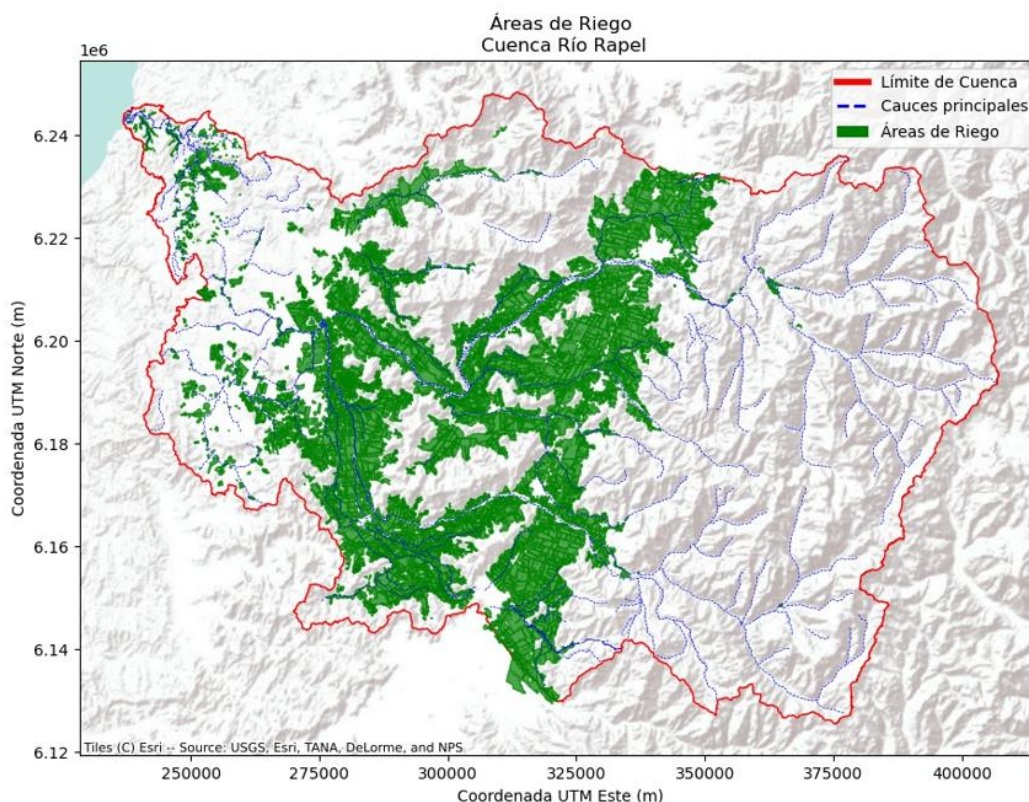 Áreas de Riego
Cuenca Río Rapel
1e6
Límite de Cuenca
Cauces principales
Áreas de Riego
6.24
6.22
6.20
6.18
6.16
6.14
6.12
Coordenada UTM Norte (m)
Tiles (C) Esri -- Source: USGS, Esri, TANA, DeLorme, and NPS
250000 275000 300000 325000 350000 375000 400000
Coordenada UTM Este (m)